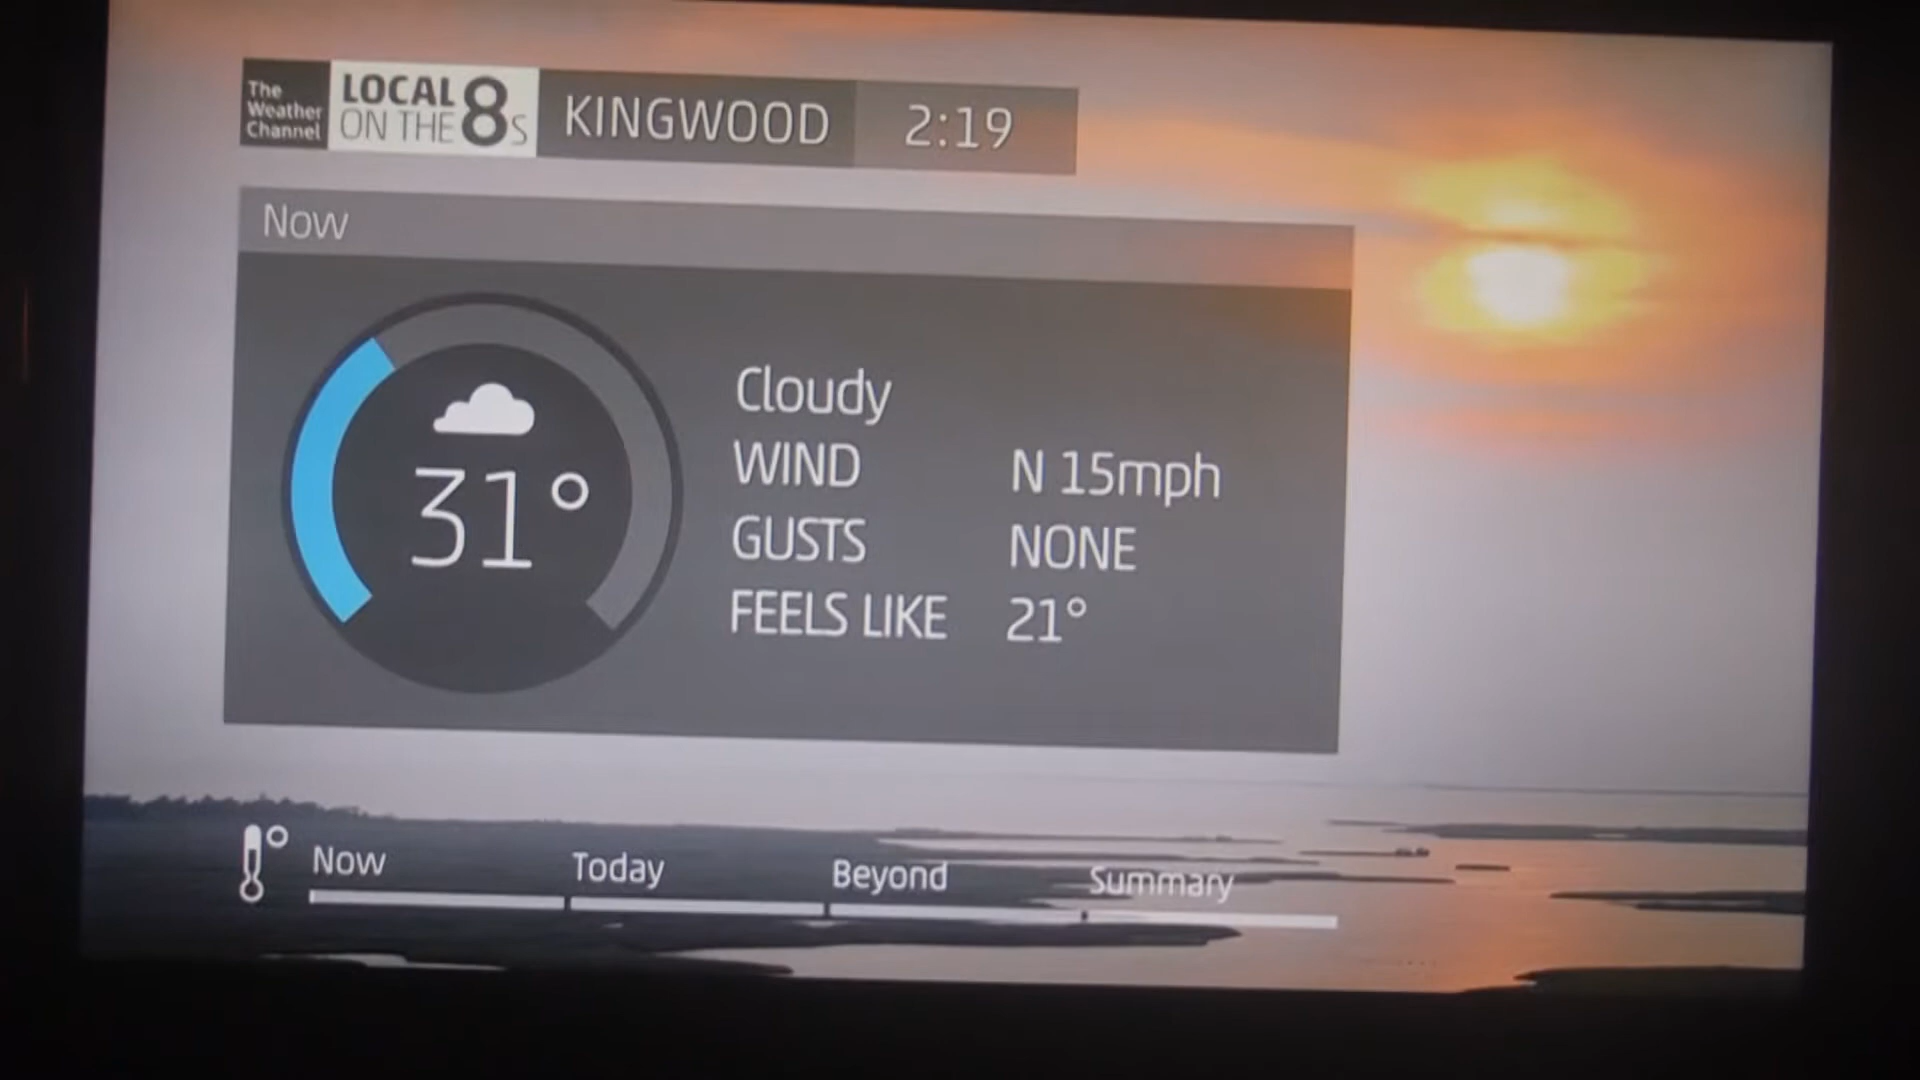 The
Weather
Channel
LOCAL
ON THE 8s
KINGWOOD
2:19
Now
31°
Cloudy
WIND N 15mph
GUSTS NONE
FEELS LIKE 21°
Now Today Beyond Summary